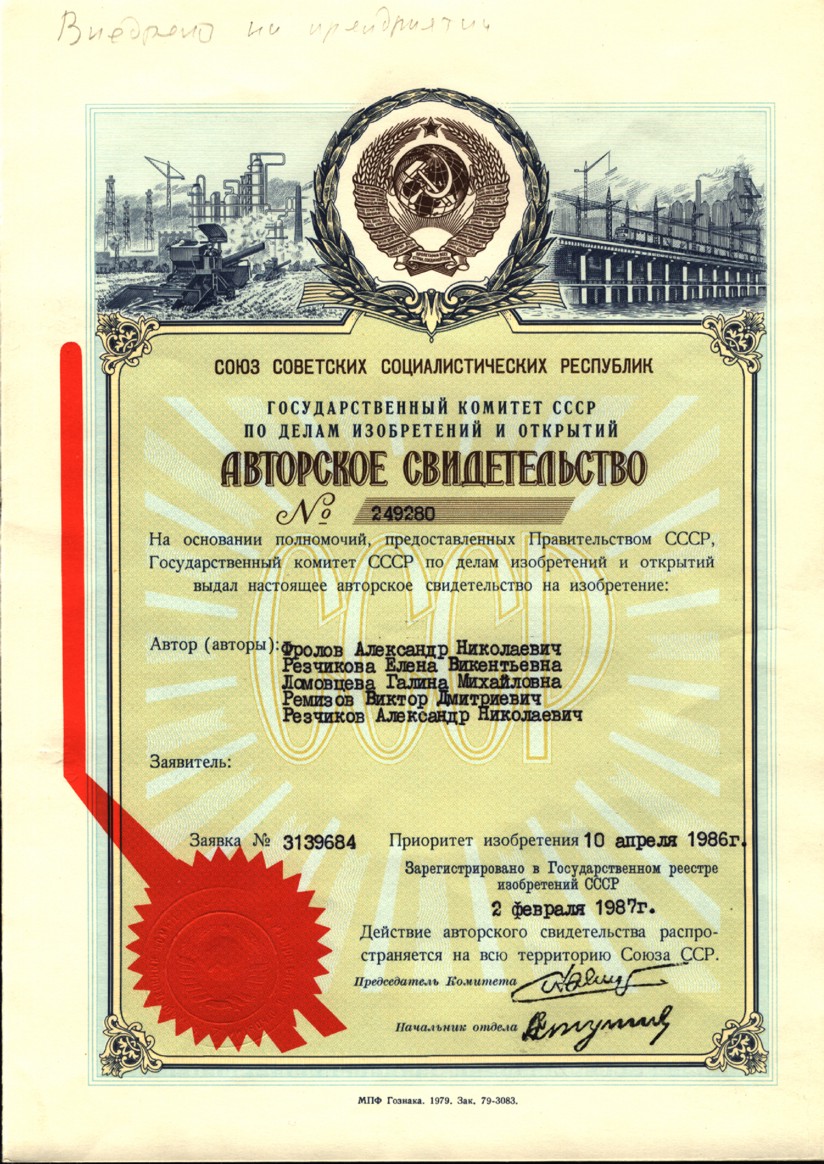 Внедрено на предприятии
СОЮЗ СОВЕТСКИХ СОЦИАЛИСТИЧЕСКИХ РЕСПУБЛИК
ГОСУДАРСТВЕННЫЙ КОМИТЕТ СССР
ПО ДЕЛАМ ИЗОБРЕТЕНИЙ И ОТКРЫТИЙ
АВТОРСКОЕ СВИДЕТЕЛЬСТВО
№ 249280
На основании полномочий, предоставленных Правительством СССР,
Государственный комитет СССР по делам изобретений и открытий
выдал настоящее авторское свидетельство на изобретение:
СССР
Автор (авторы): Фролов Александр Николаевич
Резчикова Елена Викентьевна
Ломовцева Галина Михайловна
Ремизов Виктор Дмитриевич
Резчиков Александр Николаевич
Заявитель:
Заявка № 3139684 Приоритет изобретения 10 апреля 1986г.
Зарегистрировано в Государственном реестре
изобретений СССР
2 февраля 1987г.
Действие авторского свидетельства распро-
страняется на всю территорию Союза ССР.
Председатель Комитета
Начальник отдела
МПФ Гознака. 1979. Зак. 79-3083.